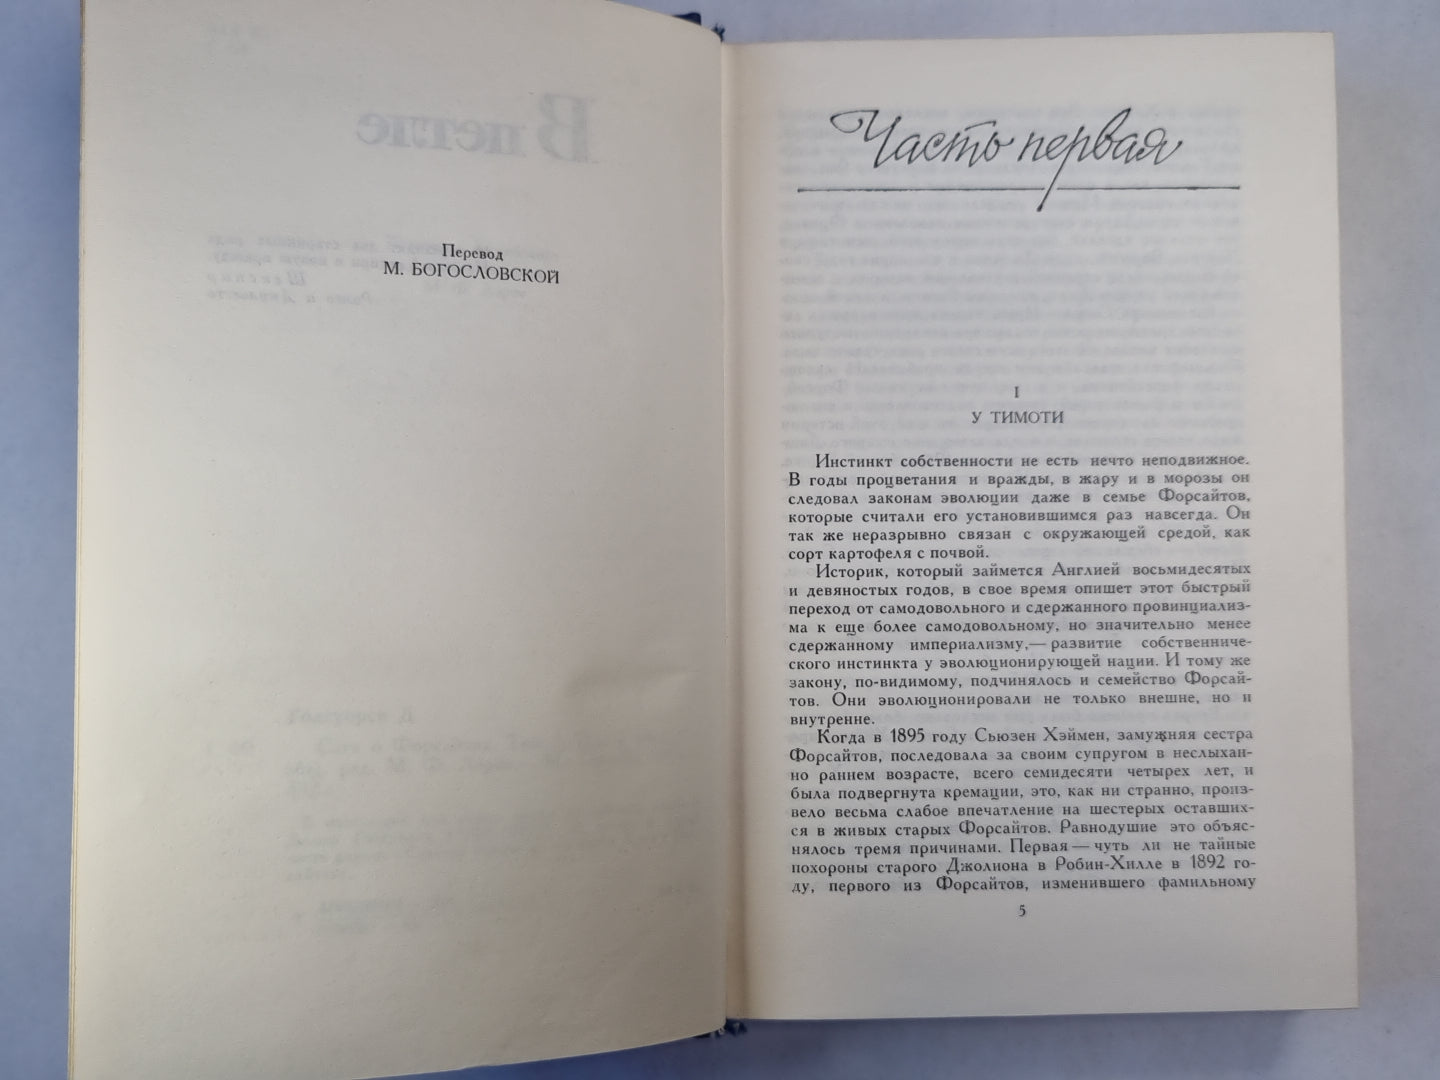 Перевод
М. БОГОСЛОВСКОЙ
Часть первая
I
У ТИМОТИ
Инстинкт собственности не есть нечто неподвижное.
В годы процветания и вражды, в жару и в морозы он
следовал законам эволюции даже в семье Форсайтов,
которые считали его установившимся раз навсегда. Он
так же неразрывно связан с окружающей средой, как
сорт картофеля с почвой.
Историк, который займется Англией восьмидесятых
и девяностых годов, в свое время опишет этот быстрый
переход от самодовольного и сдержанного провинциализ-
ма к еще более самодовольному, но значительно менее
сдержанному империализму,— развитие собственниче-
ского инстинкта у эволюционирующей нации. И тому же
закону, по-видимому, подчинялось и семейство Форсай-
тов. Они эволюционировали не только внешне, но и
внутренне.
Когда в 1895 году Сьюзен Хэймен, замужняя сестра
Форсайтов, последовала за своим супругом в неслыхан-
но раннем возрасте, всего семидесяти четырех лет, и
была подвергнута кремации, это, как ни странно, произ-
вело весьма слабое впечатление на шестерых оставших-
ся в живых старых Форсайтов. Равнодушие это объяс-
нялось тремя причинами. Первая — чуть ли не тайные
похороны старого Джолиона в Робин-Хилле в 1892 го-
ду, первого из Форсайтов, изменившего фамильному
5